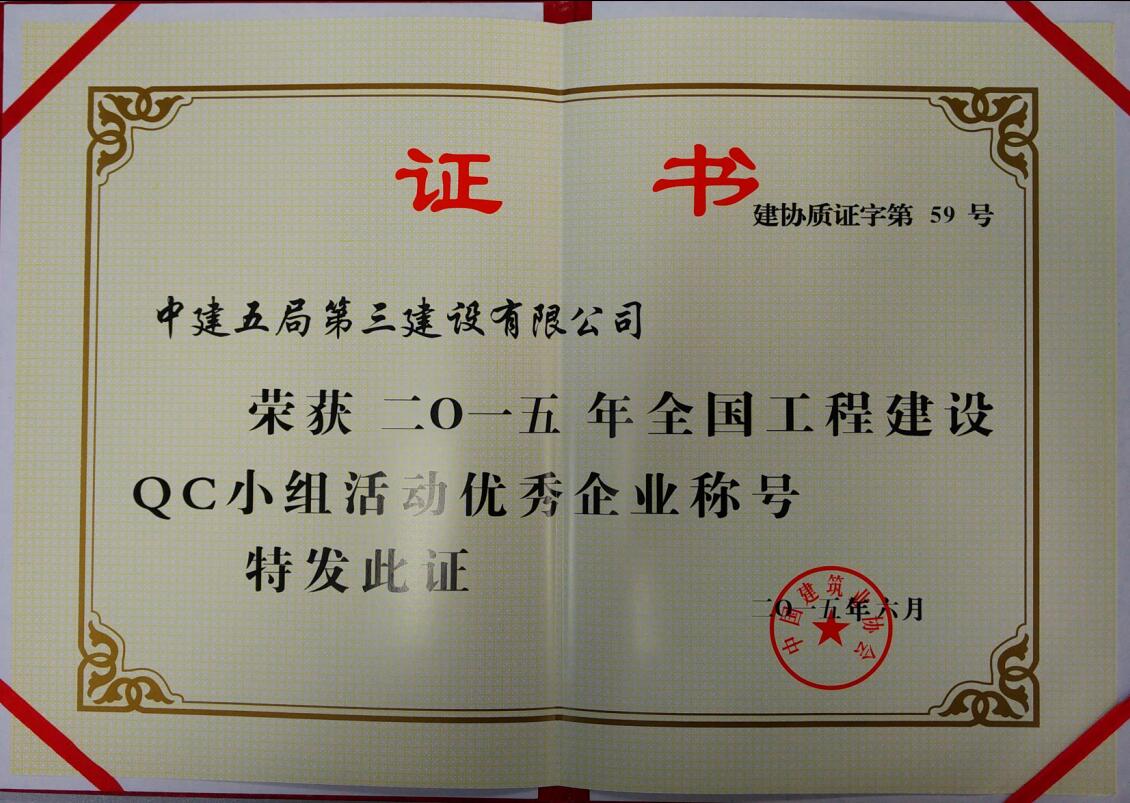 证书
建协质证字第 59 号
中建五局第三建设有限公司
荣获 二O一五 年全国工程建设
QC小组活动优秀企业称号
特发此证
二O一五年六月
中国建筑业协会